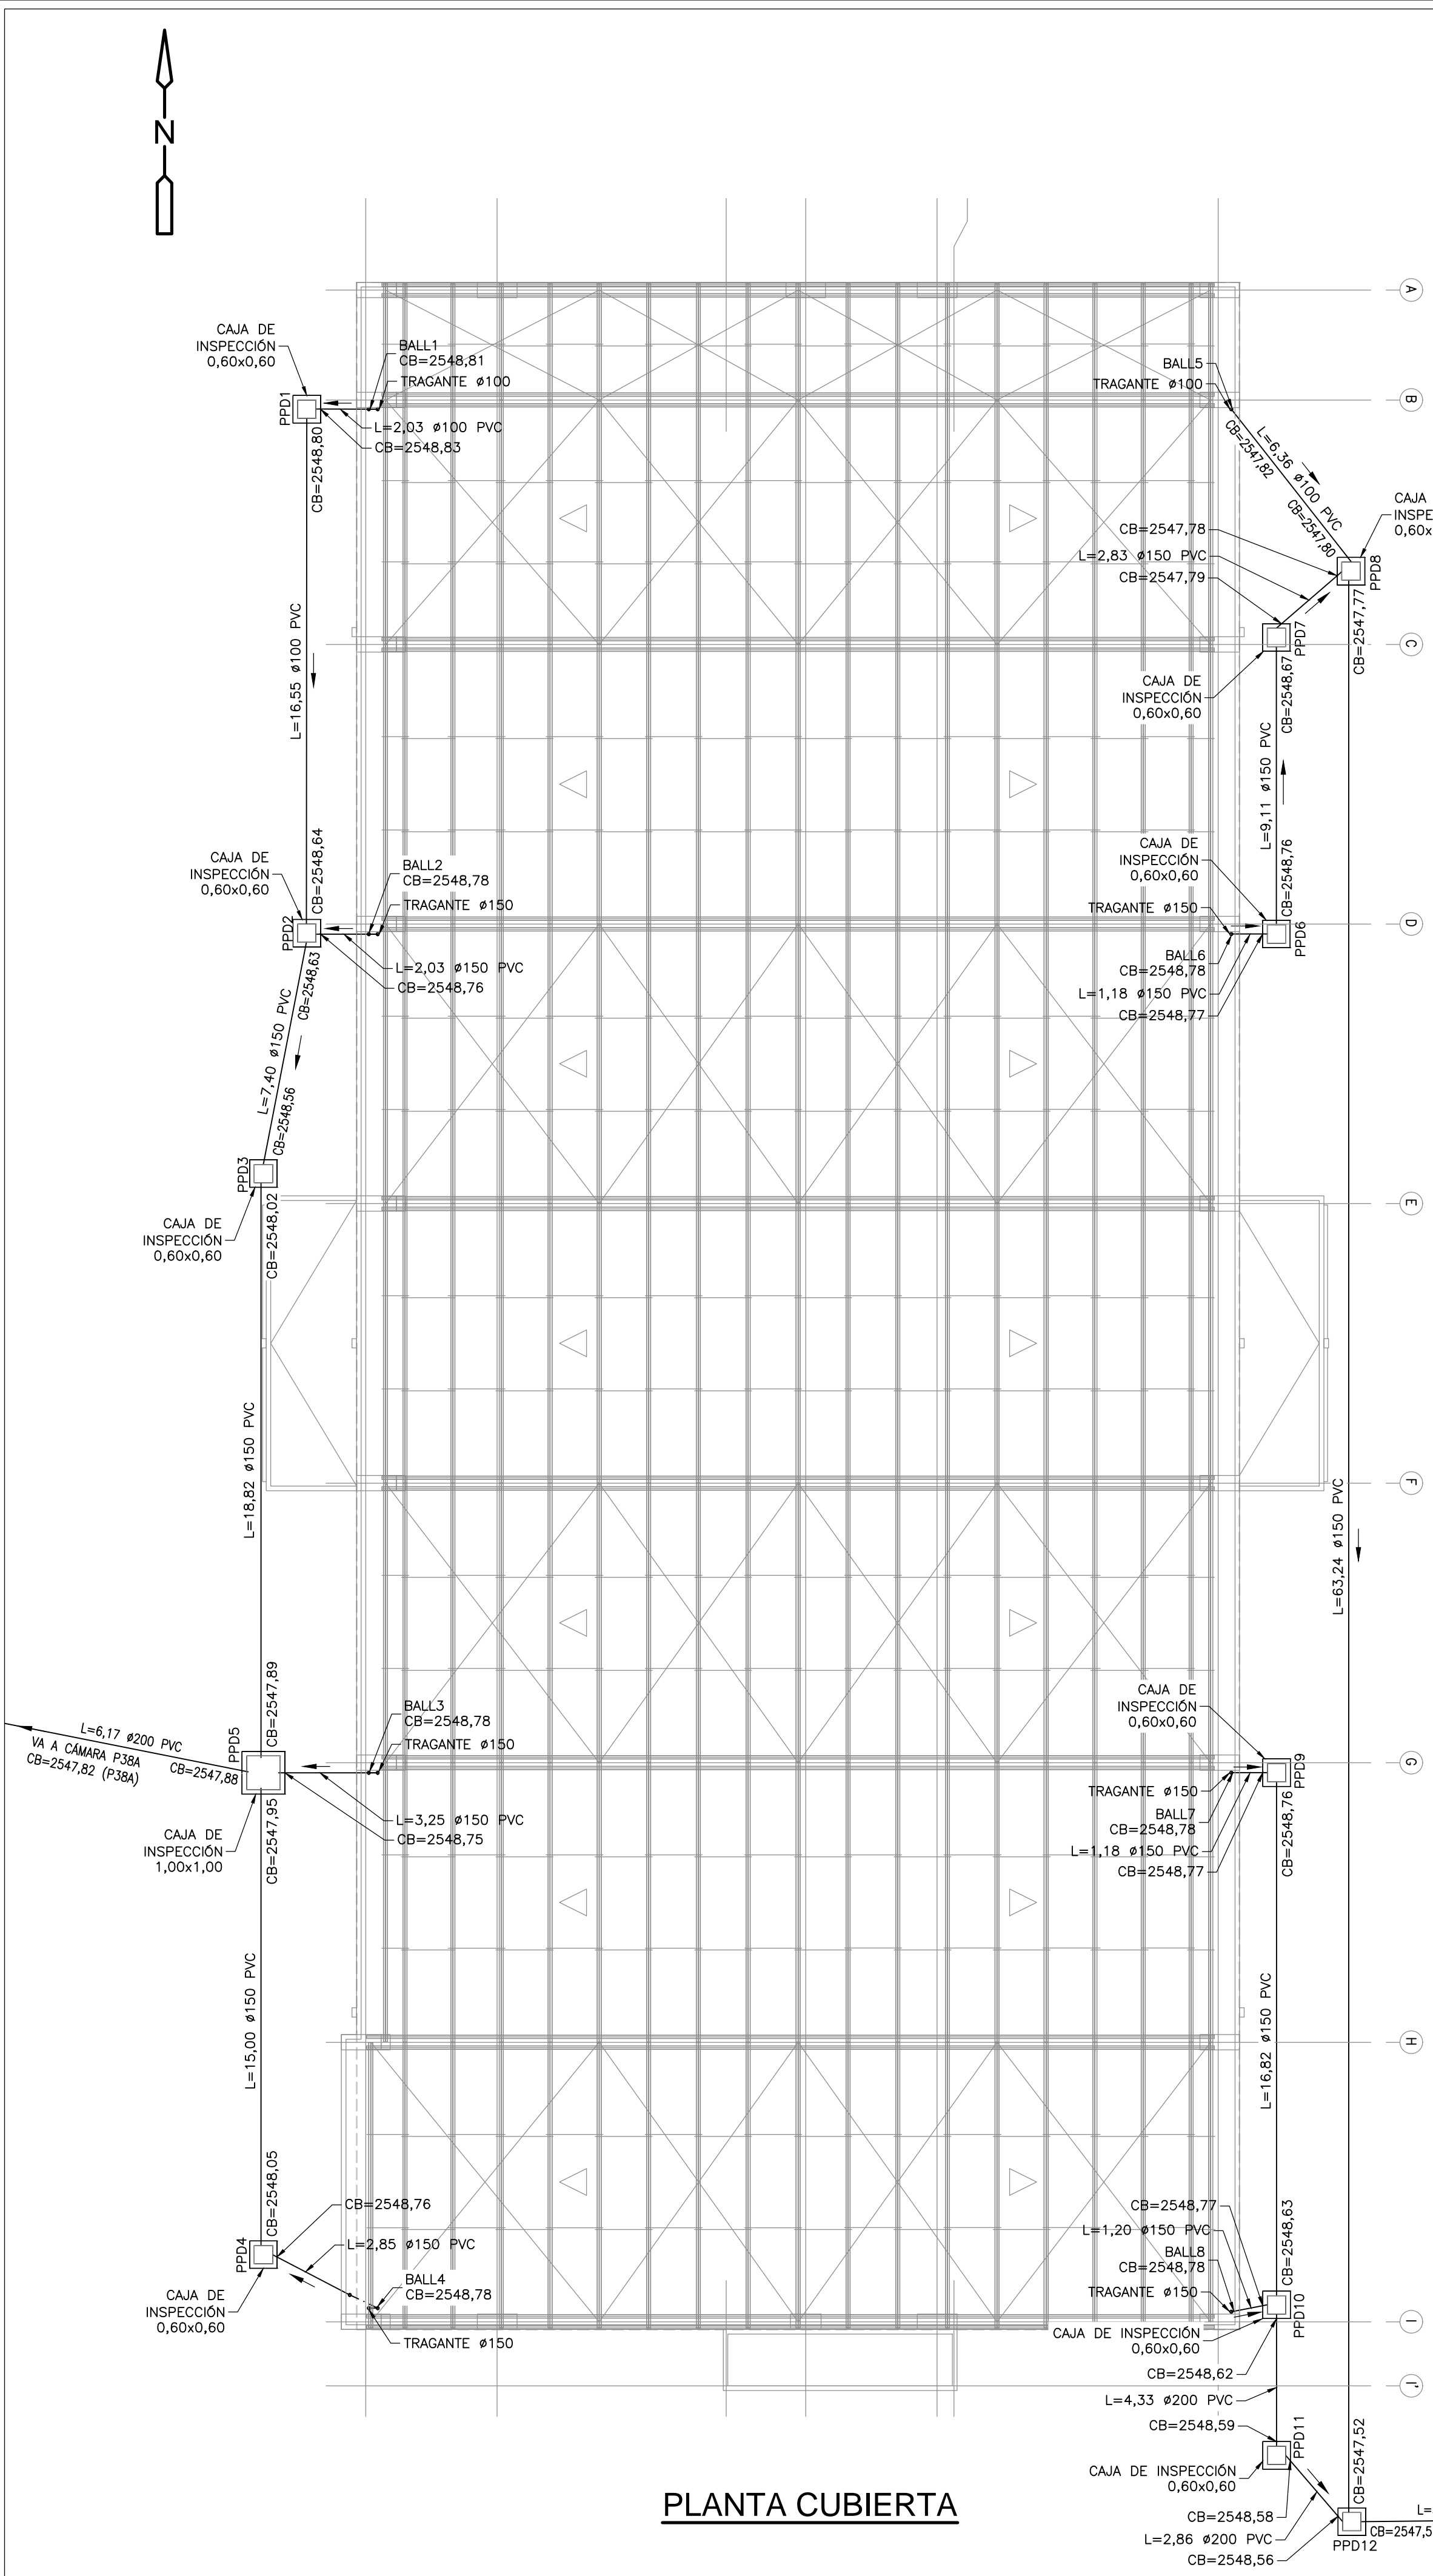 N
A
CAJA DE
INSPECCIÓN
0,60x0,60
BALL1
CB=2548,81
TRAGANTE ø100
PPD1
L=2,03 ø100 PVC
CB=2548,83
CB=2548,80
BALL5
TRAGANTE ø100
B
CB=2547,82
L=6,36 ø100 PVC
CB=2547,80
CAJA
INSPE
0,60x
CB=2547,78
L=2,83 ø150 PVC
CB=2547,79
PPD8
CB=2547,77
PPD7
C
CAJA DE
INSPECCIÓN
0,60x0,60
CB=2548,67
L=16,55 ø100 PVC
L=9,11 ø150 PVC
CB=2548,64
CAJA DE
INSPECCIÓN
0,60x0,60
BALL2
CB=2548,78
TRAGANTE ø150
PPD2
L=2,03 ø150 PVC
CB=2548,76
CB=2548,63
CAJA DE
INSPECCIÓN
0,60x0,60
CB=2548,76
TRAGANTE ø150
PPD6
D
BALL6
CB=2548,78
L=1,18 ø150 PVC
CB=2548,77
L=7,40 ø150 PVC
CB=2548,56
PPD3
CAJA DE
INSPECCIÓN
0,60x0,60
CB=2548,02
E
L=18,82 ø150 PVC
F
L=63,24 ø150 PVC
CB=2547,89
PPD5
L=6,17 ø200 PVC
VA A CÁMARA P38A
CB=2547,82 (P38A)
CB=2547,88
BALL3
CB=2548,78
TRAGANTE ø150
L=3,25 ø150 PVC
CB=2548,75
CB=2547,95
CAJA DE
INSPECCIÓN
1,00x1,00
CAJA DE
INSPECCIÓN
0,60x0,60
PPD9
G
TRAGANTE ø150
BALL7
CB=2548,78
L=1,18 ø150 PVC
CB=2548,77
CB=2548,76
L=15,00 ø150 PVC
L=16,82 ø150 PVC
H
CB=2548,05
CB=2548,76
L=2,85 ø150 PVC
PPD4
BALL4
CB=2548,78
CAJA DE
INSPECCIÓN
0,60x0,60
TRAGANTE ø150
CB=2548,77
L=1,20 ø150 PVC
BALL8
CB=2548,78
TRAGANTE ø150
CB=2548,63
PPD10
I
CAJA DE INSPECCIÓN
0,60x0,60
CB=2548,62
L=4,33 ø200 PVC
I'
CB=2548,59
PPD11
CAJA DE INSPECCIÓN
0,60x0,60
CB=2547,52
CB=2548,58
L=2,86 ø200 PVC
CB=2548,56
PPD12
L=
CB=2547,5
PLANTA CUBIERTA